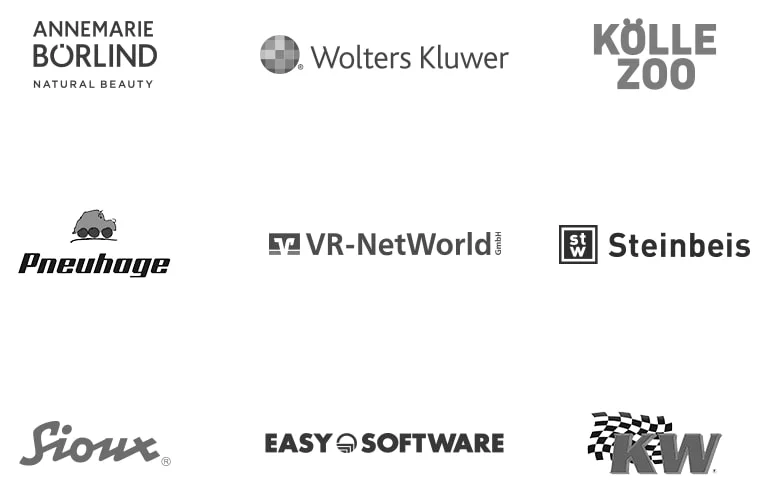 ANNEMARIE
BÖRLIND
NATURAL BEAUTY
Wolters Kluwer
KÖLLE
ZOO
Pneuhage
VR-NetWorld GmbH
stw Steinbeis
Sioux
EASY SOFTWARE
KW